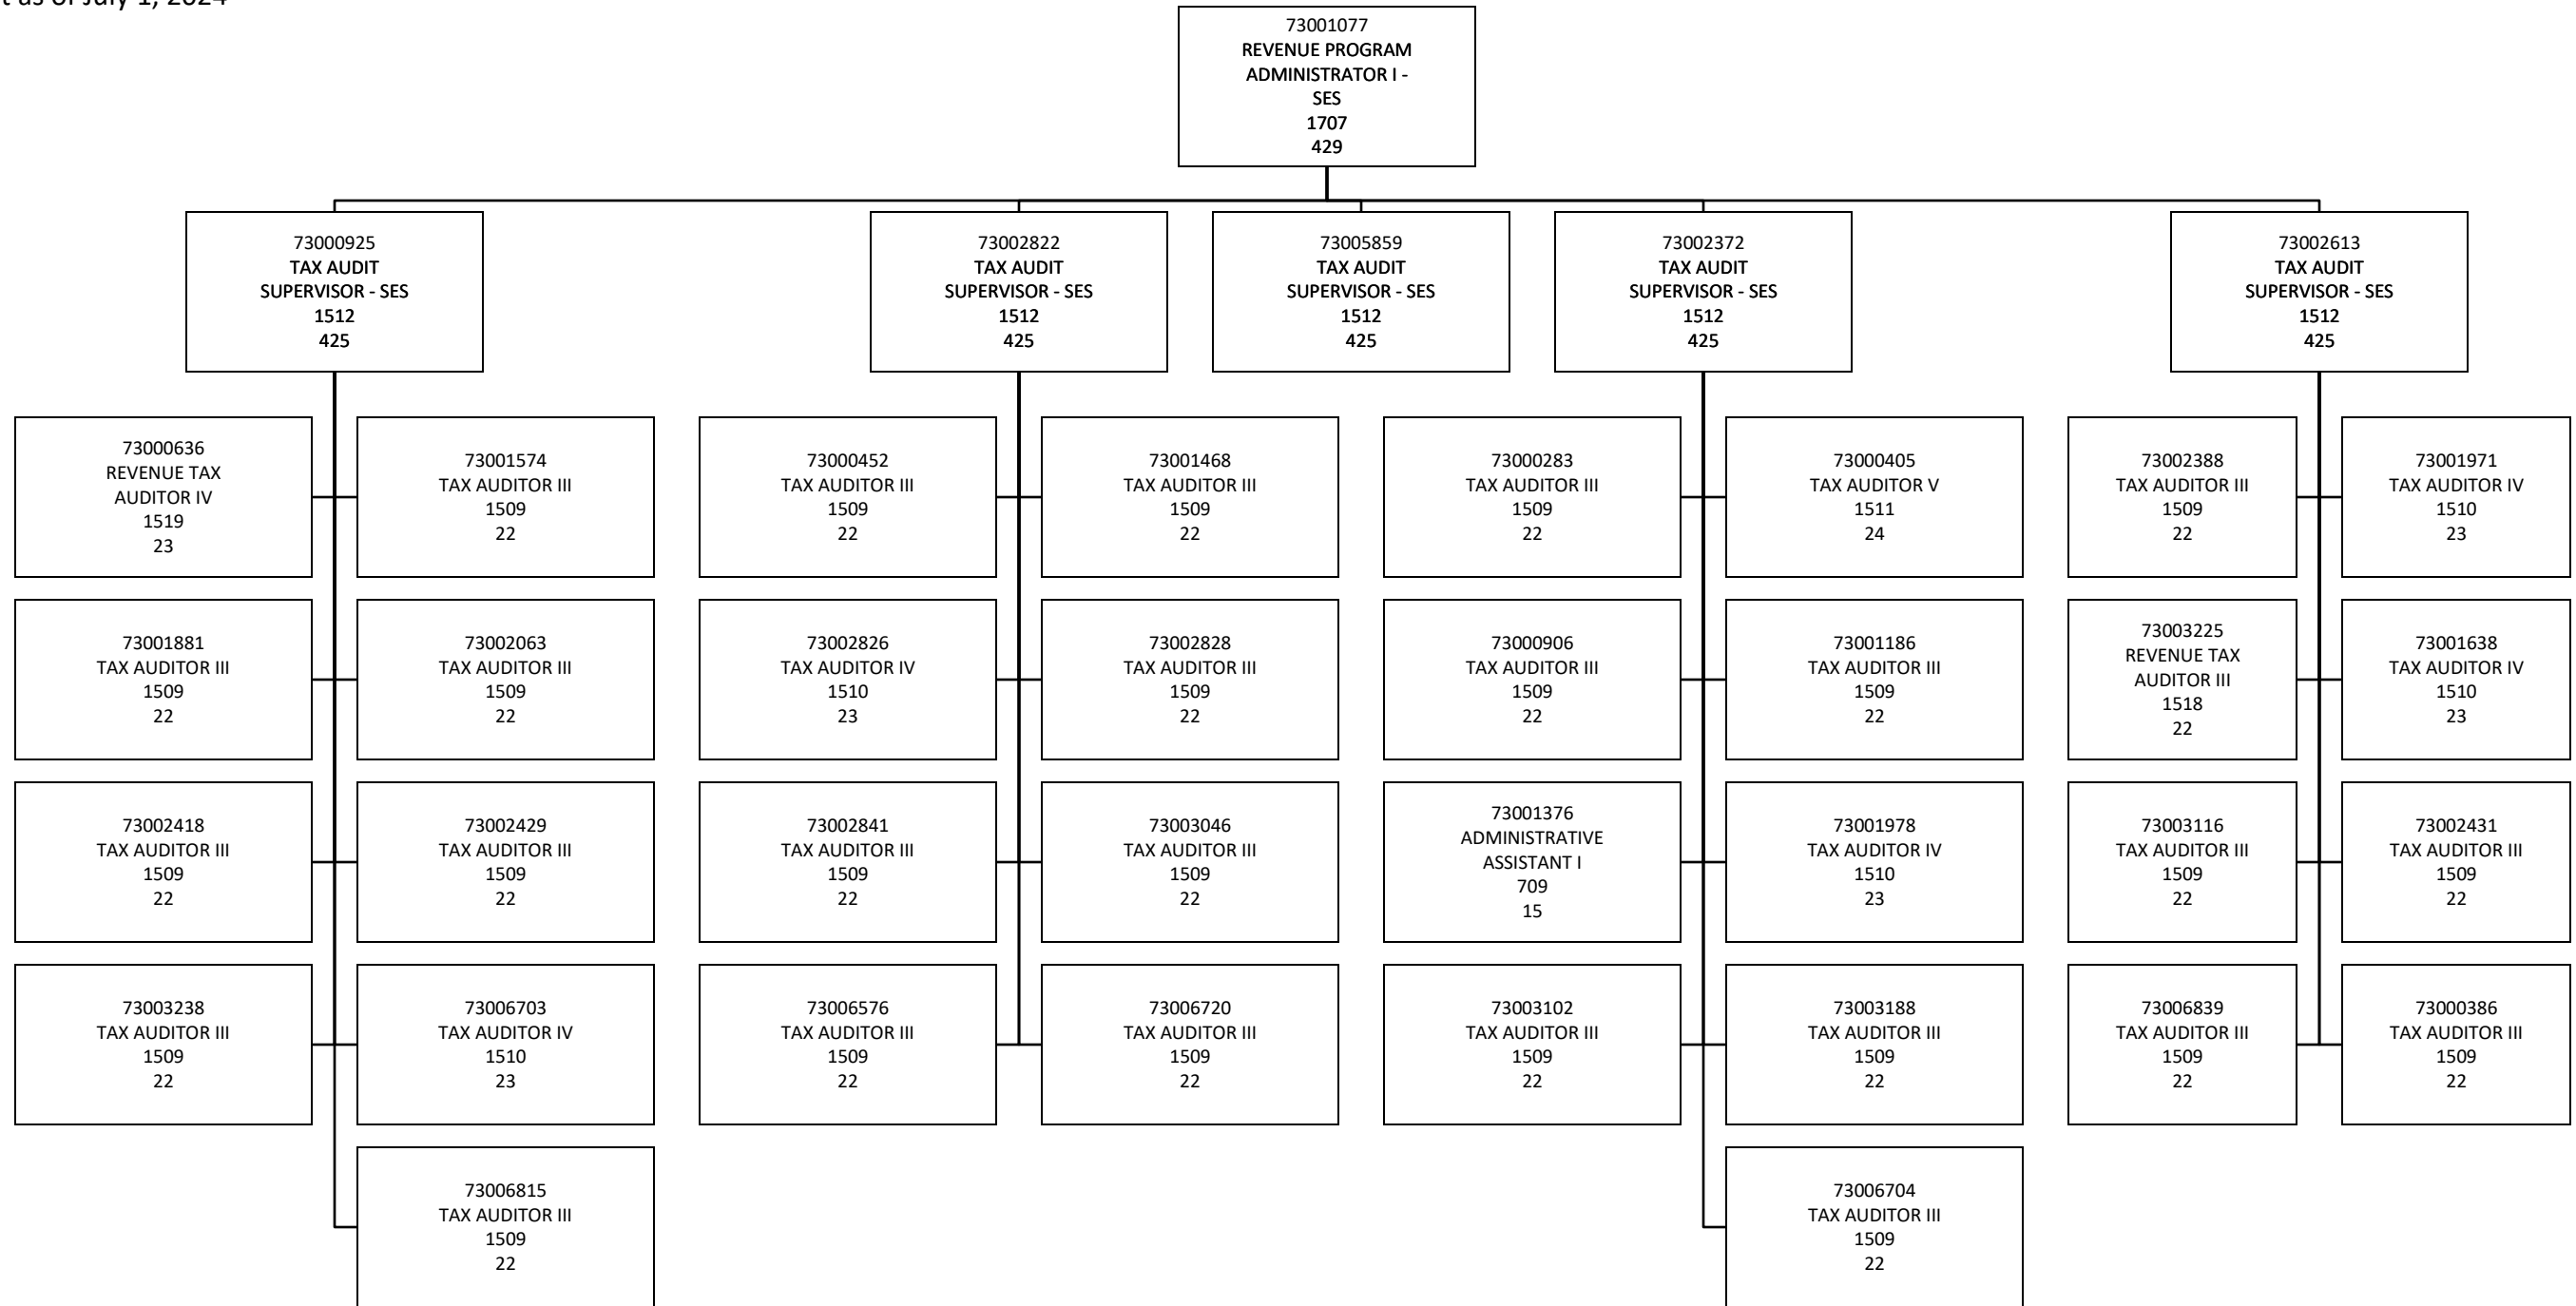 t as of July 1, 2024
73001077
REVENUE PROGRAM
ADMINISTRATOR I -
SES
1707
429
73000925
TAX AUDIT
SUPERVISOR - SES
1512
425
73002822
TAX AUDIT
SUPERVISOR - SES
1512
425
73005859
TAX AUDIT
SUPERVISOR - SES
1512
425
73002372
TAX AUDIT
SUPERVISOR - SES
1512
425
73002613
TAX AUDIT
SUPERVISOR - SES
1512
425
73000636
REVENUE TAX
AUDITOR IV
1519
23
73001574
TAX AUDITOR III
1509
22
73000452
TAX AUDITOR III
1509
22
73001468
TAX AUDITOR III
1509
22
73000283
TAX AUDITOR III
1509
22
73000405
TAX AUDITOR V
1511
24
73002388
TAX AUDITOR III
1509
22
73001971
TAX AUDITOR IV
1510
23
73001881
TAX AUDITOR III
1509
22
73002063
TAX AUDITOR III
1509
22
73002826
TAX AUDITOR IV
1510
23
73002828
TAX AUDITOR III
1509
22
73000906
TAX AUDITOR III
1509
22
73001186
TAX AUDITOR III
1509
22
73003225
REVENUE TAX
AUDITOR III
1518
22
73001638
TAX AUDITOR IV
1510
23
73002418
TAX AUDITOR III
1509
22
73002429
TAX AUDITOR III
1509
22
73002841
TAX AUDITOR III
1509
22
73003046
TAX AUDITOR III
1509
22
73001376
ADMINISTRATIVE
ASSISTANT I
709
15
73001978
TAX AUDITOR IV
1510
23
73003116
TAX AUDITOR III
1509
22
73002431
TAX AUDITOR III
1509
22
73003238
TAX AUDITOR III
1509
22
73006703
TAX AUDITOR IV
1510
23
73006576
TAX AUDITOR III
1509
22
73006720
TAX AUDITOR III
1509
22
73003102
TAX AUDITOR III
1509
22
73003188
TAX AUDITOR III
1509
22
73006839
TAX AUDITOR III
1509
22
73000386
TAX AUDITOR III
1509
22
73006815
TAX AUDITOR III
1509
22
73006704
TAX AUDITOR III
1509
22